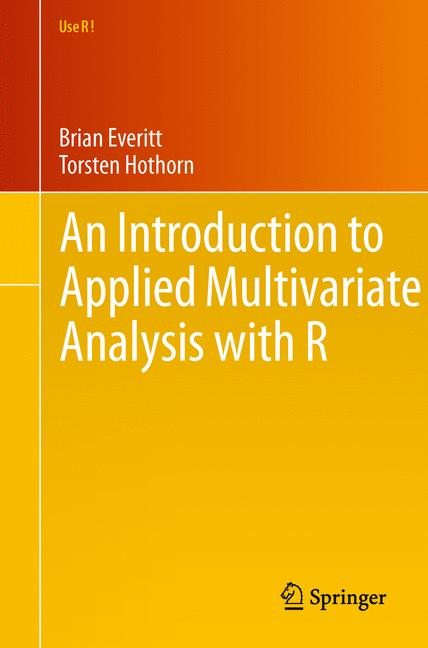 Use R!
Brian Everitt
Torsten Hothorn
An Introduction to
Applied Multivariate
Analysis with R
Springer